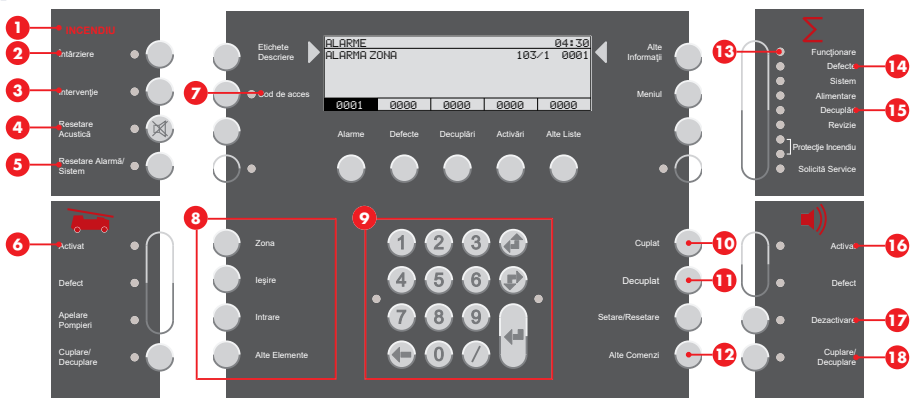 1
INCENDIU
2
Întârziere
3
Intervenţie
4
Resetare
Acustică
5
Resetare Alarmă/
Sistem
6
Activat
Defect
Apelare
Pompieri
Cuplare/
Decuplare
Etichete
Descriere
7
Cod de acces
ALARME 04:30
ALARMA ZONA 103/1 0001
0001 0000 0000 0000 0000
Alarme Defecte Decuplări Activări Alte Liste
Alte
Informaţii
Meniul
8
Zona
Ieşire
Intrare
Alte Elemente
9
1 2 3
4 5 6
7 8 9
0 /
Cuplat
10
Decuplat
11
Setare/Resetare
Alte Comenzi
12
Σ
13
Funcţionare
Defecte
14
Sistem
Alimentare
Decuplări
15
Revizie
Protecţie Incendiu
Solicită Service
Activat
16
Defect
Dezactivare
17
Cuplare/
Decuplare
18